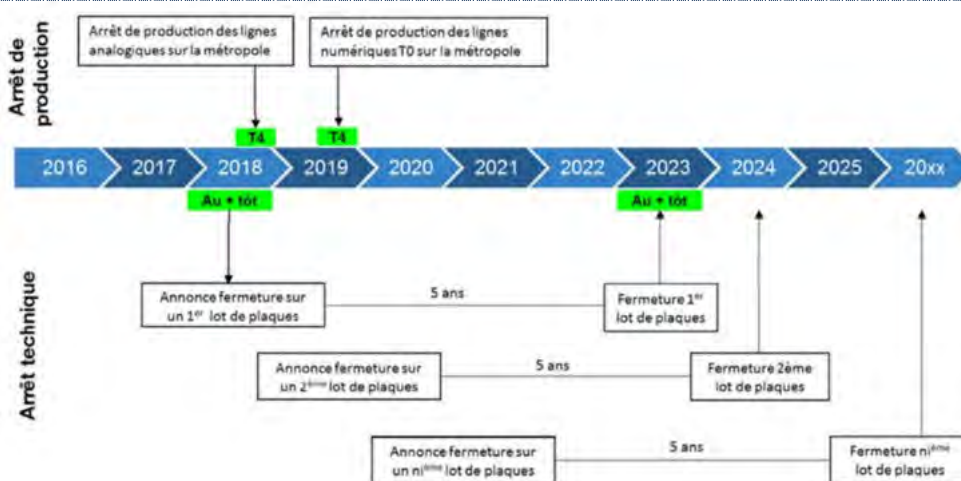 Arrêt de
production
Arrêt de production des lignes
analogiques sur la métropole
Arrêt de production des lignes
numériques T0 sur la métropole
T4
T4
2016
2017
2018
2019
2020
2021
2022
2023
2024
2025
20xx
Au + tôt
Au + tôt
Arrêt technique
Annonce fermeture sur
un 1er lot de plaques
5 ans
Fermeture 1er
lot de plaques
Annonce fermeture sur
un 2ième lot de plaques
5 ans
Fermeture 2ème
lot de plaques
Annonce fermeture sur
un nième lot de plaques
5 ans
Fermeture nième
lot de plaques